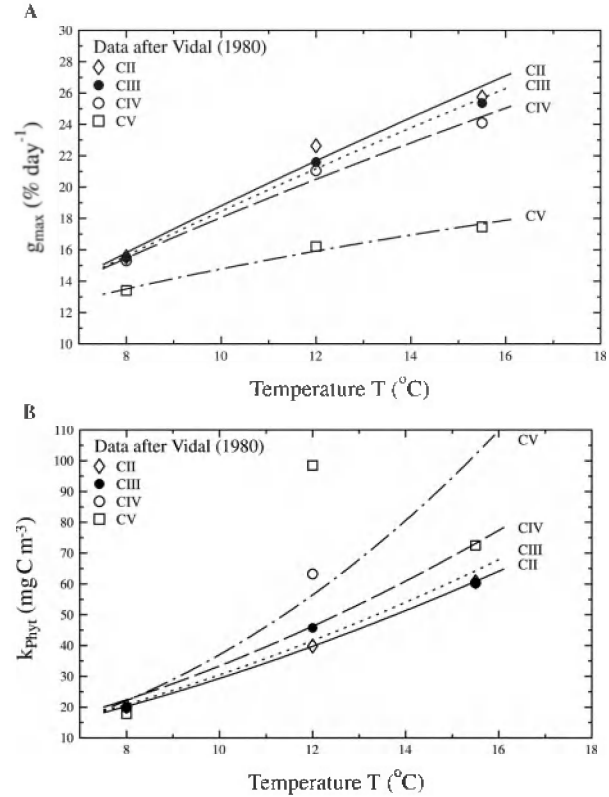 A
30
28
26
24
22
20
18
16
14
12
10
g_max (% day⁻¹)
Data after Vidal (1980)
CII
CIII
CIV
CV
CII
CIII
CIV
CV
8 10 12 14 16 18
Temperature T (°C)
B
110
100
90
80
70
60
50
40
30
20
10
k_Phyt (mg C m⁻³)
Data after Vidal (1980)
CII
CIII
CIV
CV
CV
CIV
CIII
CII
8 10 12 14 16 18
Temperature T (°C)